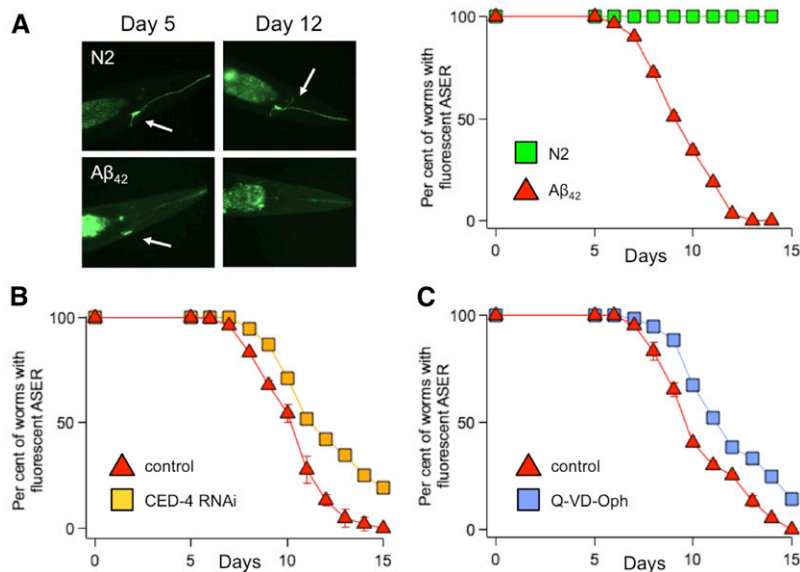 A
Day 5
Day 12
N2
Aβ42
Per cent of worms with
fluorescent ASER
100
50
0
N2
Aβ42
0
5
10
15
Days
B
Per cent of worms with
fluorescent ASER
100
50
0
control
CED-4 RNAi
0
5
10
15
Days
C
Per cent of worms with
fluorescent ASER
100
50
0
control
Q-VD-Oph
0
5
10
15
Days